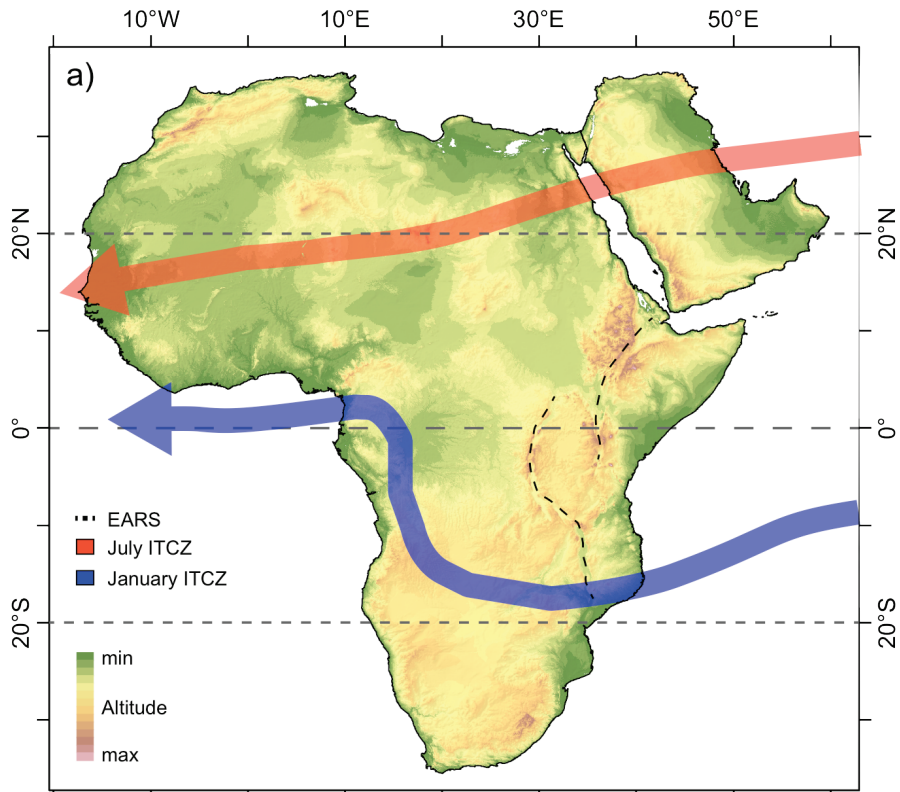 10°W 10°E 30°E 50°E
a)
20°N 20°N
0° 0°
EARS
July ITCZ
January ITCZ
20°S 20°S
min
Altitude
max